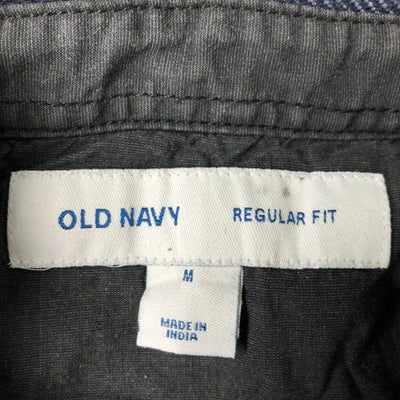 OLD NAVY REGULAR FIT
M
MADE IN
INDIA